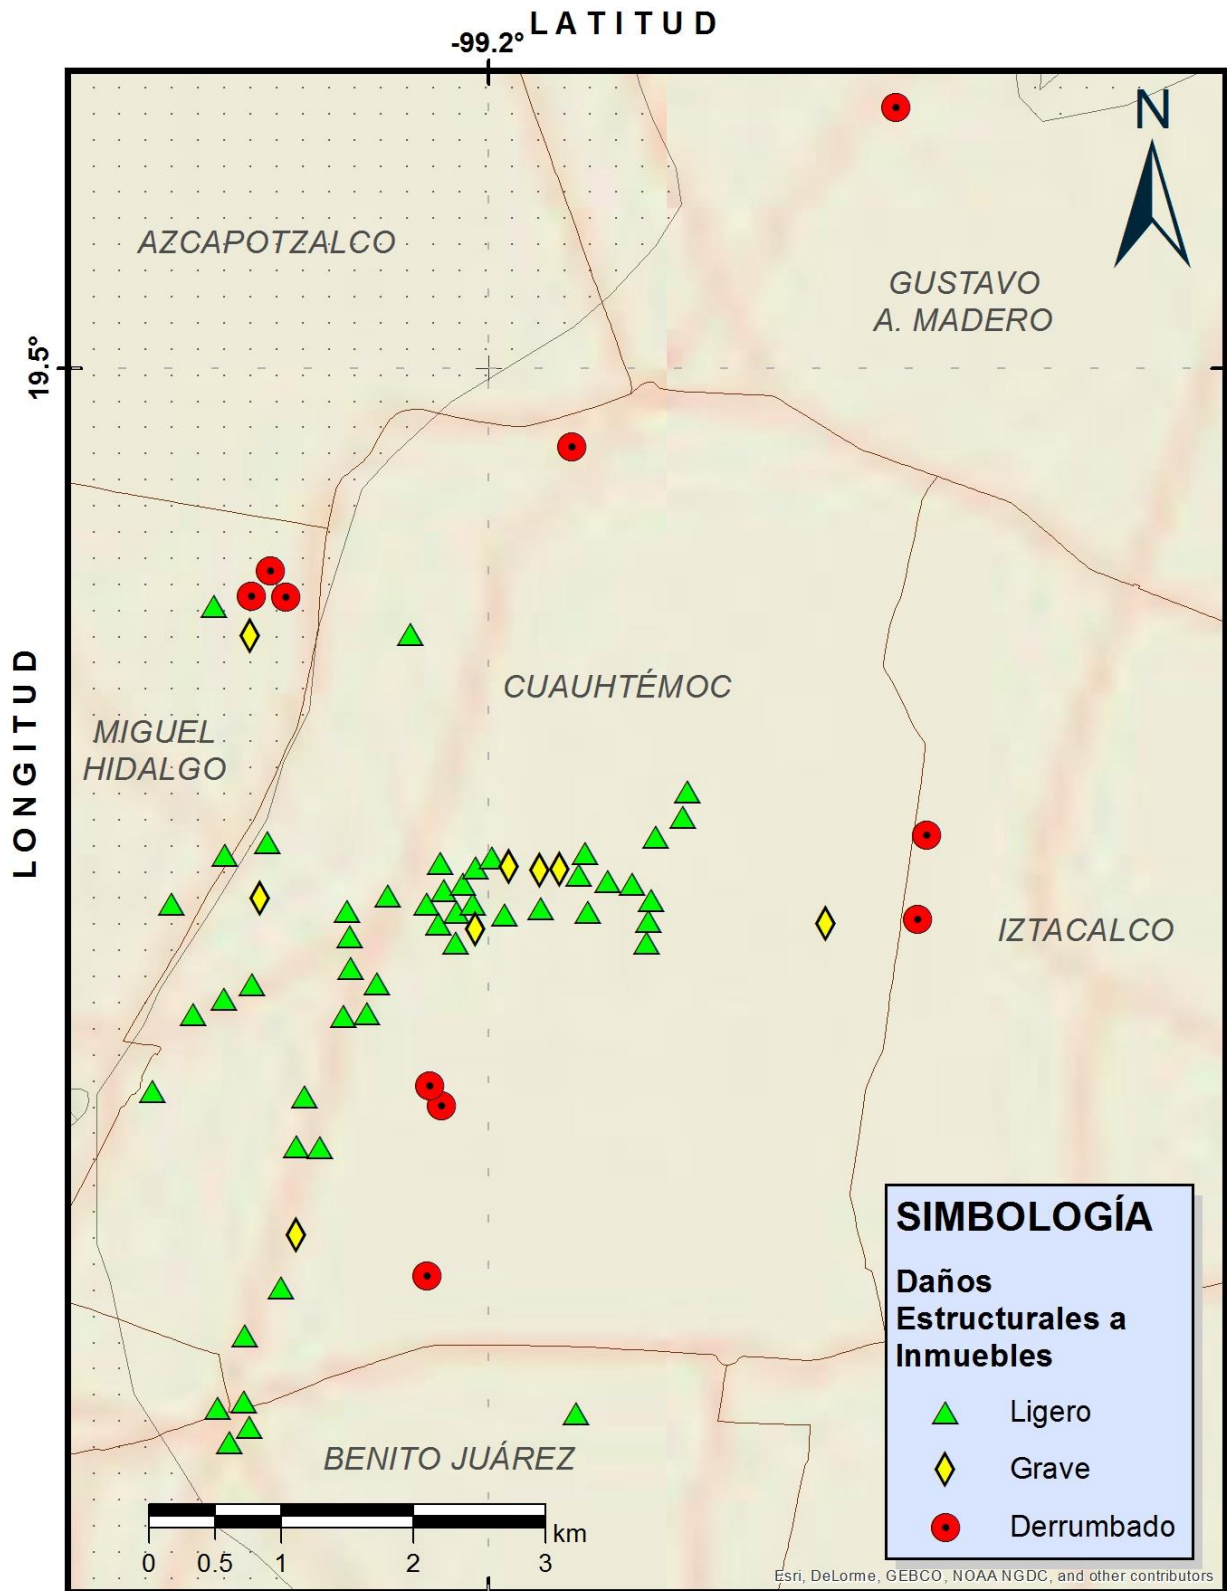 LATITUD
-99.2°
N
AZCAPOTZALCO
GUSTAVO
A. MADERO
19.5°
LONGITUD
CUAUHTÉMOC
MIGUEL
HIDALGO
IZTACALCO
SIMBOLOGÍA
Daños
Estructurales a
Inmuebles
Ligero
Grave
Derrumbado
BENITO JUÁREZ
km
0 0.5 1 2 3
Esri, DeLorme, GEBCO, NOAA NGDC, and other contributors